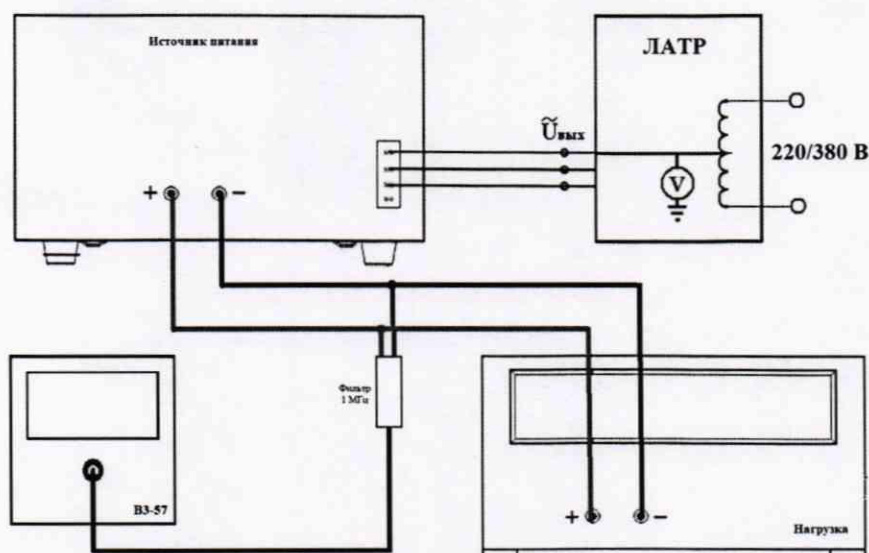 Источник питания
ЛАТР
Ũвых
220/380 В
V
+ −
Фильтр
1 МГц
В3-57
+ −
Нагрузка